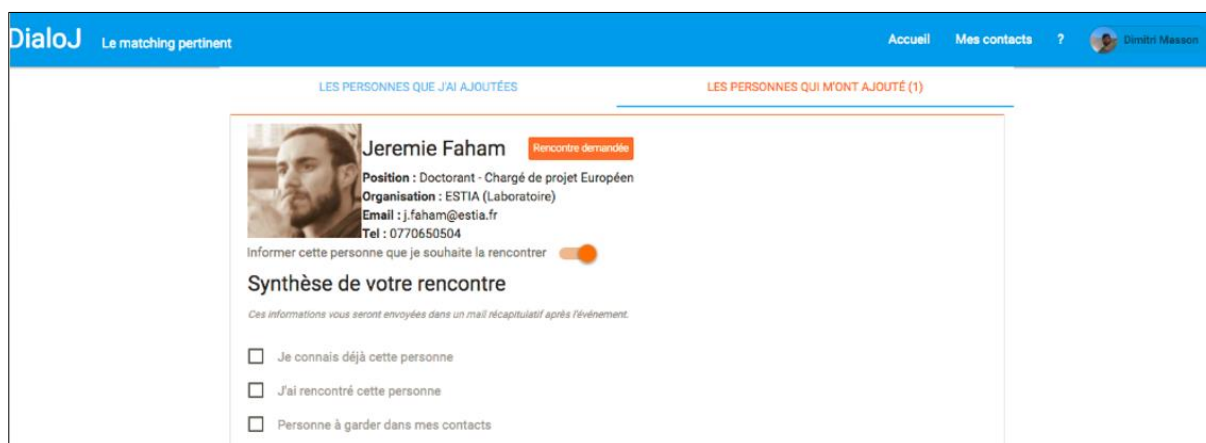 DialoJ Le matching pertinent Accueil Mes contacts ? Dimitri Masson
LES PERSONNES QUE J'AI AJOUTÉES LES PERSONNES QUI M'ONT AJOUTÉ (1)
Jeremie Faham Rencontre demandée
Position : Doctorant - Chargé de projet Européen
Organisation : ESTIA (Laboratoire)
Email : j.faham@estia.fr
Tel : 0770650504
Informer cette personne que je souhaite la rencontrer
Synthèse de votre rencontre
Ces informations vous seront envoyées dans un mail récapitulatif après l'événement.
Je connais déjà cette personne
J'ai rencontré cette personne
Personne à garder dans mes contacts